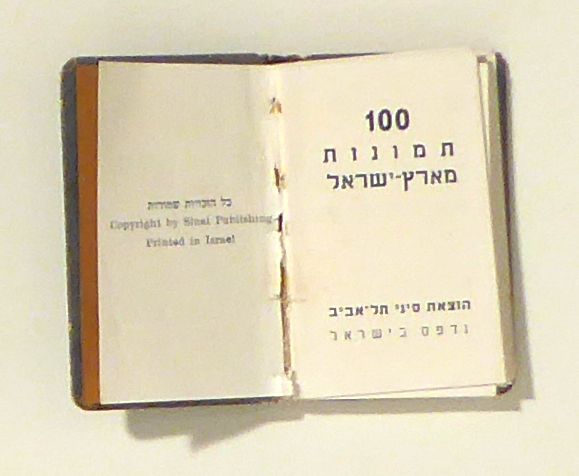 100
תמונות
מארץ-ישראל
הוצאת סיני תל-אביב
נדפס בישראל
כל הזכויות שמורות
Copyright by Sinai Publishing
Printed in Israel